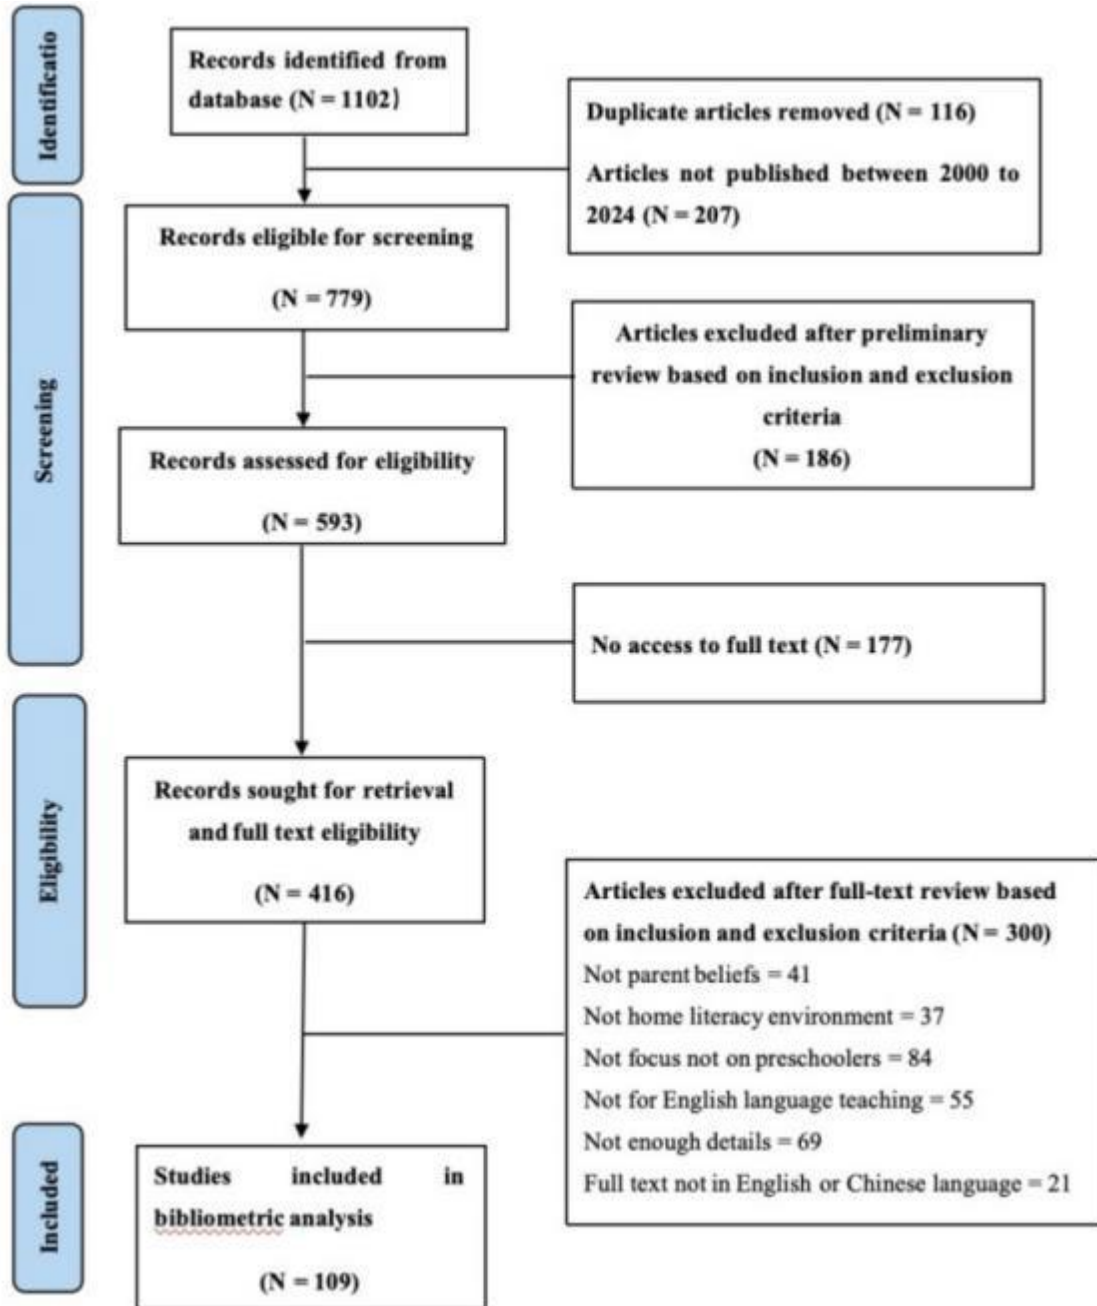 Identificatio
Records identified from
database (N = 1102)
Duplicate articles removed (N = 116)
Articles not published between 2000 to
2024 (N = 207)
Screening
Records eligible for screening
(N = 779)
Articles excluded after preliminary
review based on inclusion and exclusion
criteria
(N = 186)
Records assessed for eligibility
(N = 593)
No access to full text (N = 177)
Eligibility
Records sought for retrieval
and full text eligibility
(N = 416)
Articles excluded after full-text review based
on inclusion and exclusion criteria (N = 300)
Not parent beliefs = 41
Not home literacy environment = 37
Not focus not on preschoolers = 84
Not for English language teaching = 55
Not enough details = 69
Full text not in English or Chinese language = 21
Included
Studies included in
bibliometric analysis
(N = 109)